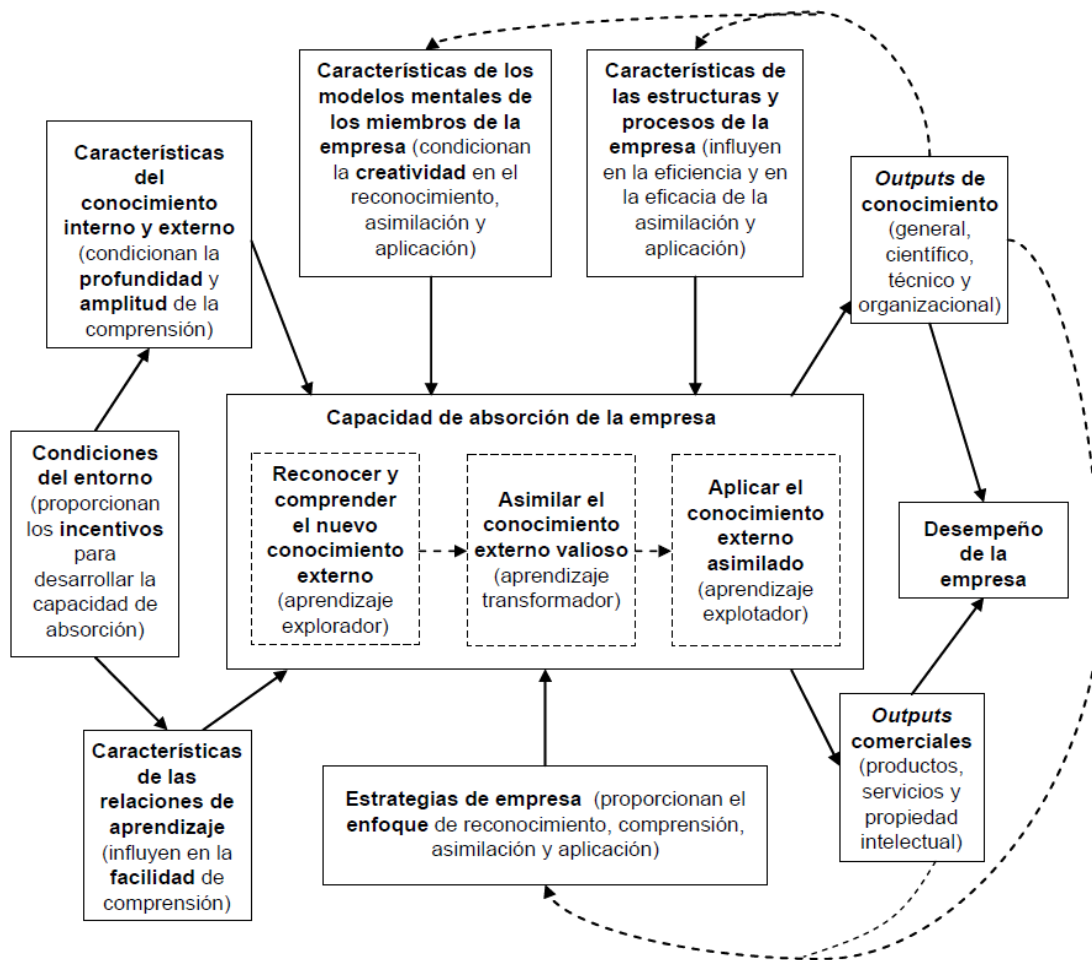 Características de los
modelos mentales de
los miembros de la
empresa (condicionan
la creatividad en el
reconocimiento,
asimilación y
aplicación)
Características de
las estructuras y
procesos de la
empresa (influyen
en la eficiencia y en
la eficacia de la
asimilación y
aplicación)
Características
del
conocimiento
interno y externo
(condicionan la
profundidad y
amplitud de la
comprensión)
Outputs de
conocimiento
(general,
científico,
técnico y
organizacional)
Capacidad de absorción de la empresa
Condiciones
del entorno
(proporcionan
los incentivos
para
desarrollar la
capacidad de
absorción)
Reconocer y
comprender
el nuevo
conocimiento
externo
(aprendizaje
explorador)
Asimilar el
conocimiento
externo valioso
(aprendizaje
transformador)
Aplicar el
conocimiento
externo
asimilado
(aprendizaje
explotador)
Desempeño
de la
empresa
Características
de las
relaciones de
aprendizaje
(influyen en la
facilidad de
comprensión)
Estrategias de empresa (proporcionan el
enfoque de reconocimiento, comprensión,
asimilación y aplicación)
Outputs
comerciales
(productos,
servicios y
propiedad
intelectual)